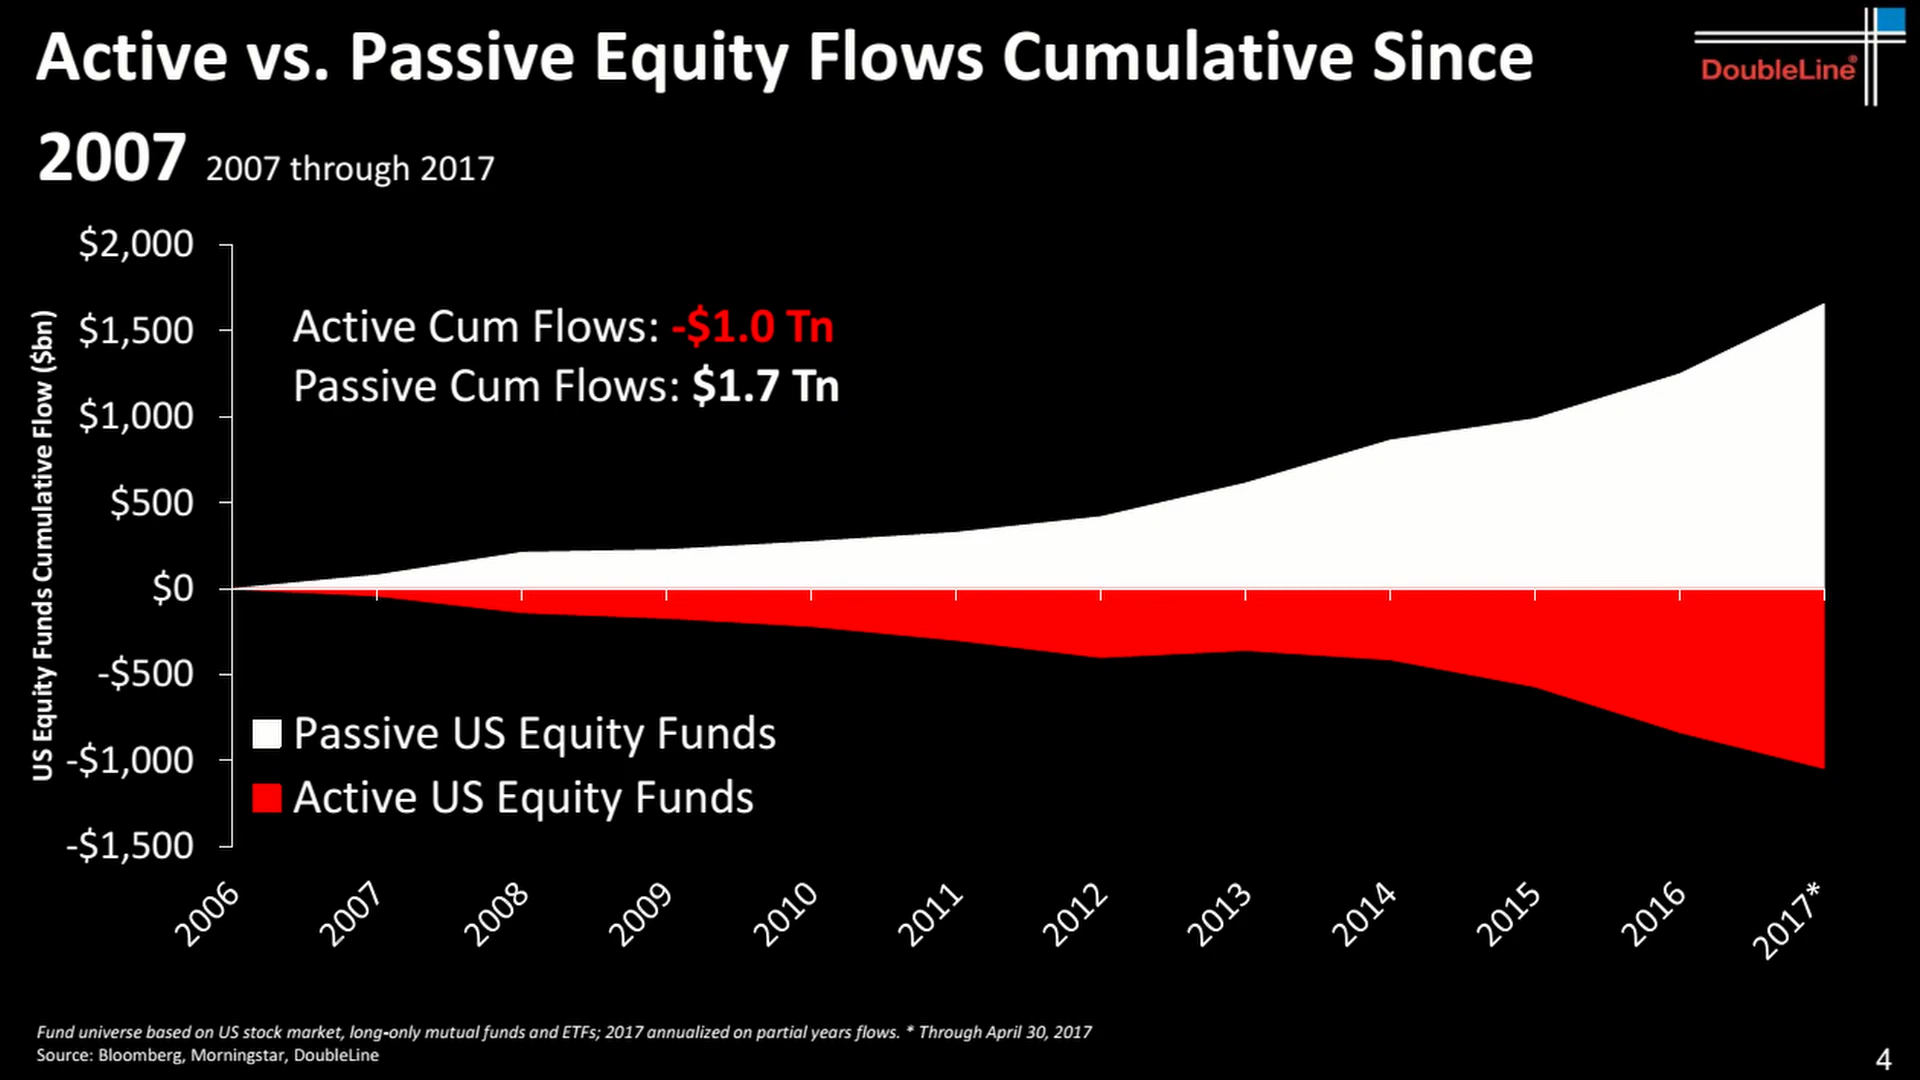 Active vs. Passive Equity Flows Cumulative Since
2007 2007 through 2017
DoubleLine®
US Equity Funds Cumulative Flow ($bn)
$2,000
$1,500
$1,000
$500
$0
-$500
-$1,000
-$1,500
Active Cum Flows: -$1.0 Tn
Passive Cum Flows: $1.7 Tn
Passive US Equity Funds
Active US Equity Funds
2006
2007
2008
2009
2010
2011
2012
2013
2014
2015
2016
2017*
Fund universe based on US stock market, long-only mutual funds and ETFs; 2017 annualized on partial years flows. * Through April 30, 2017
Source: Bloomberg, Morningstar, DoubleLine
4